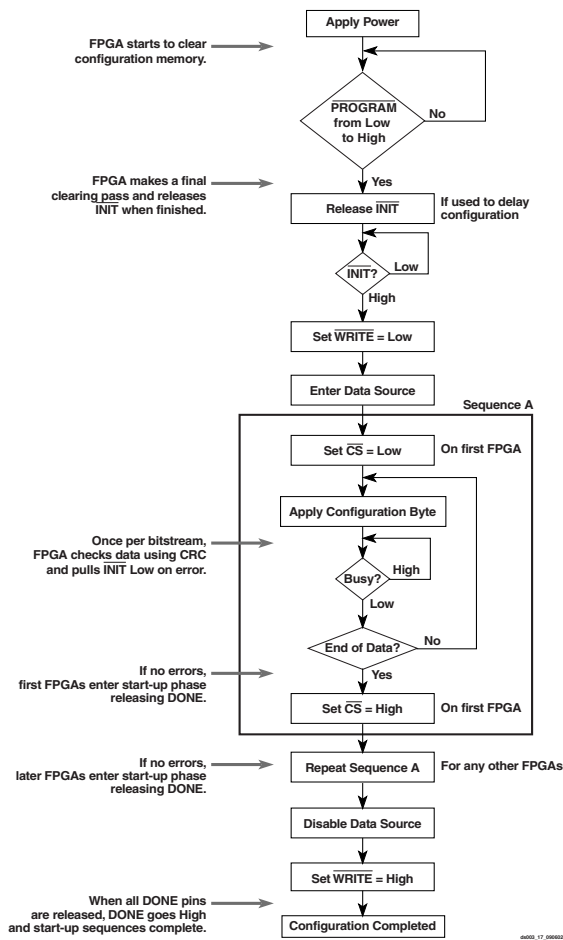 Apply Power
FPGA starts to clear
configuration memory.
PROGRAM
from Low
to High
No
Yes
FPGA makes a final
clearing pass and releases
INIT when finished.
Release INIT
If used to delay
configuration
INIT?
Low
High
Set WRITE = Low
Enter Data Source
Sequence A
Set CS = Low
On first FPGA
Apply Configuration Byte
Once per bitstream,
FPGA checks data using CRC
and pulls INIT Low on error.
Busy?
High
Low
End of Data?
No
Yes
If no errors,
first FPGAs enter start-up phase
releasing DONE.
Set CS = High
On first FPGA
If no errors,
later FPGAs enter start-up phase
releasing DONE.
Repeat Sequence A
For any other FPGAs
Disable Data Source
Set WRITE = High
When all DONE pins
are released, DONE goes High
and start-up sequences complete.
Configuration Completed
ds003_17_090602